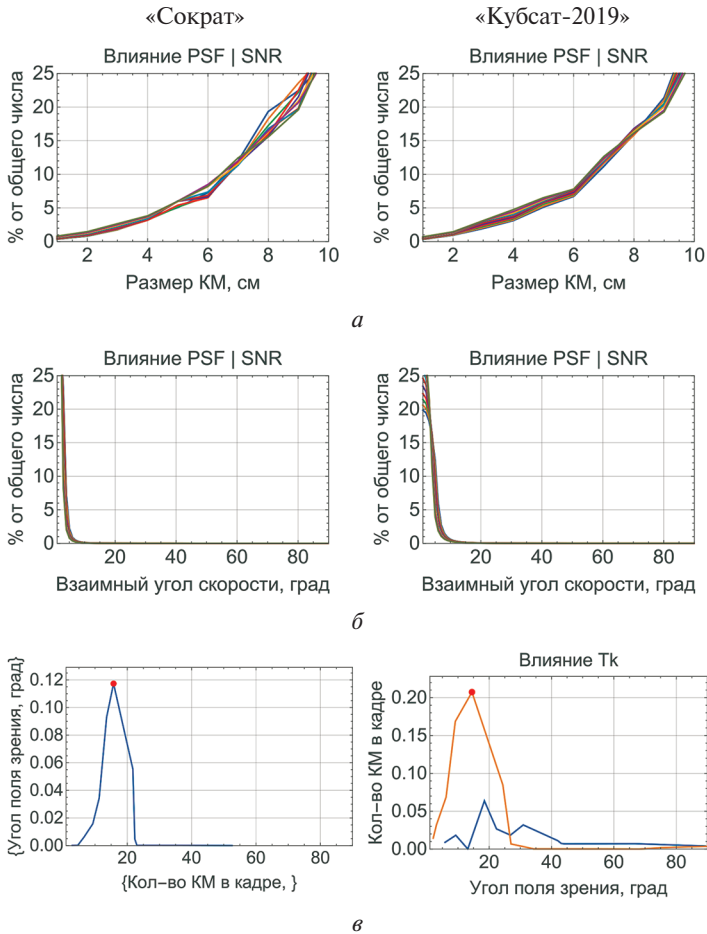 «Сократ» «Кубсат-2019»
Влияние PSF | SNR Влияние PSF | SNR
25 25
20 20
15 15
10 10
5 5
0 0
% от общего числа % от общего числа
2 4 6 8 10 2 4 6 8 10
Размер КМ, см Размер КМ, см
а
Влияние PSF | SNR Влияние PSF | SNR
25 25
20 20
15 15
10 10
5 5
0 0
% от общего числа % от общего числа
20 40 60 80 20 40 60 80
Взаимный угол скорости, град Взаимный угол скорости, град
б
Влияние Tk
0.12
0.10 0.20
0.08 0.15
0.06 0.10
0.04 0.05
0.02 0.00
0.00
{Угол поля зрения, град} Кол-во КМ в кадре
20 40 60 80 20 40 60 80
{Кол-во КМ в кадре, } Угол поля зрения, град
в